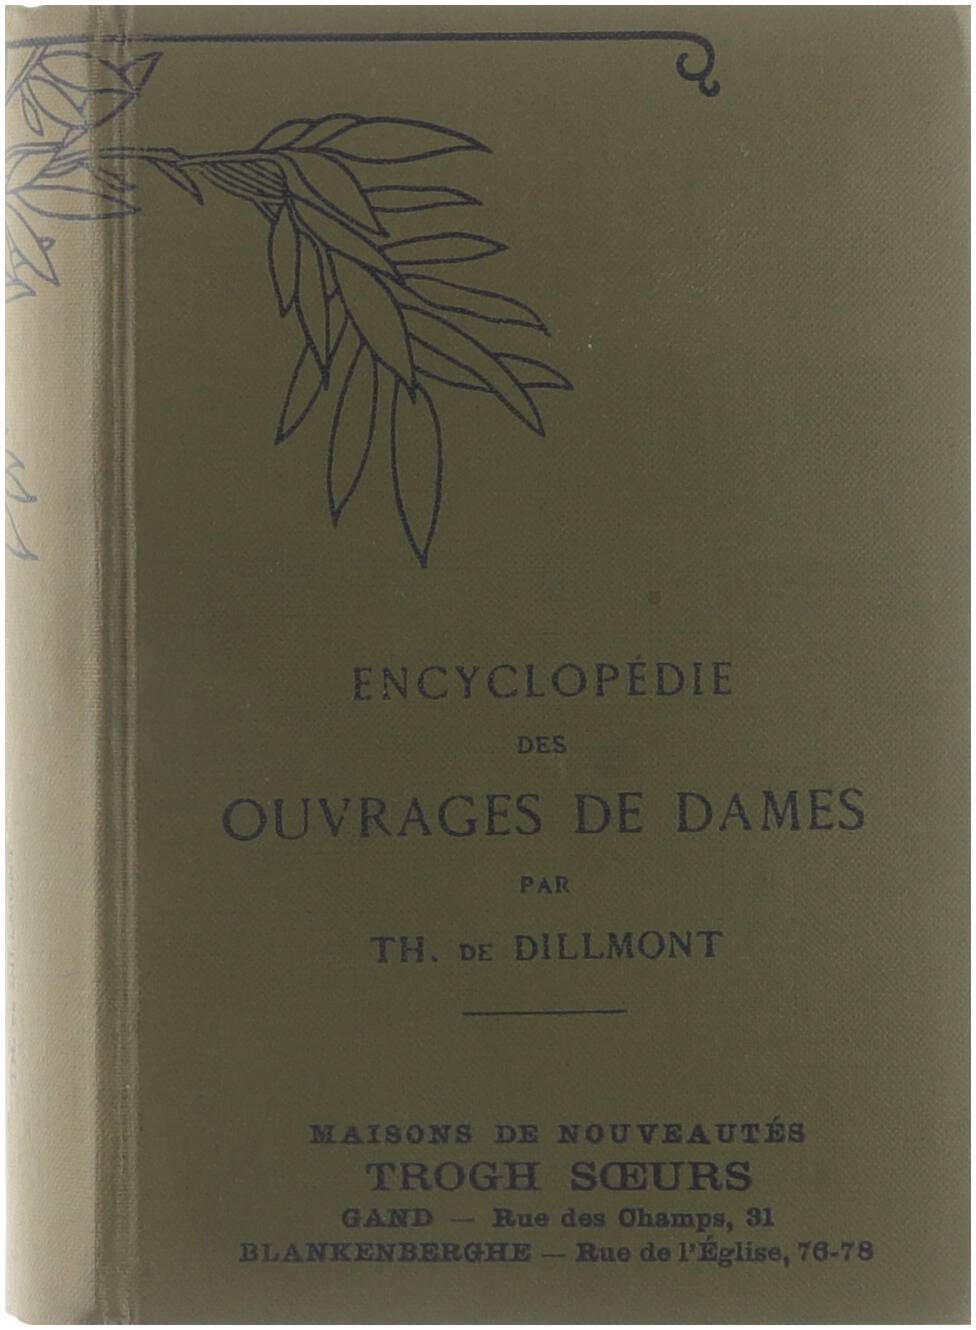 ENCYCLOPÉDIE
DES
OUVRAGES DE DAMES
PAR
TH. DE DILLMONT
MAISONS DE NOUVEAUTÉS
TROGH SŒURS
GAND — Rue des Champs, 31
BLANKENBERGHE — Rue de l'Église, 76-78